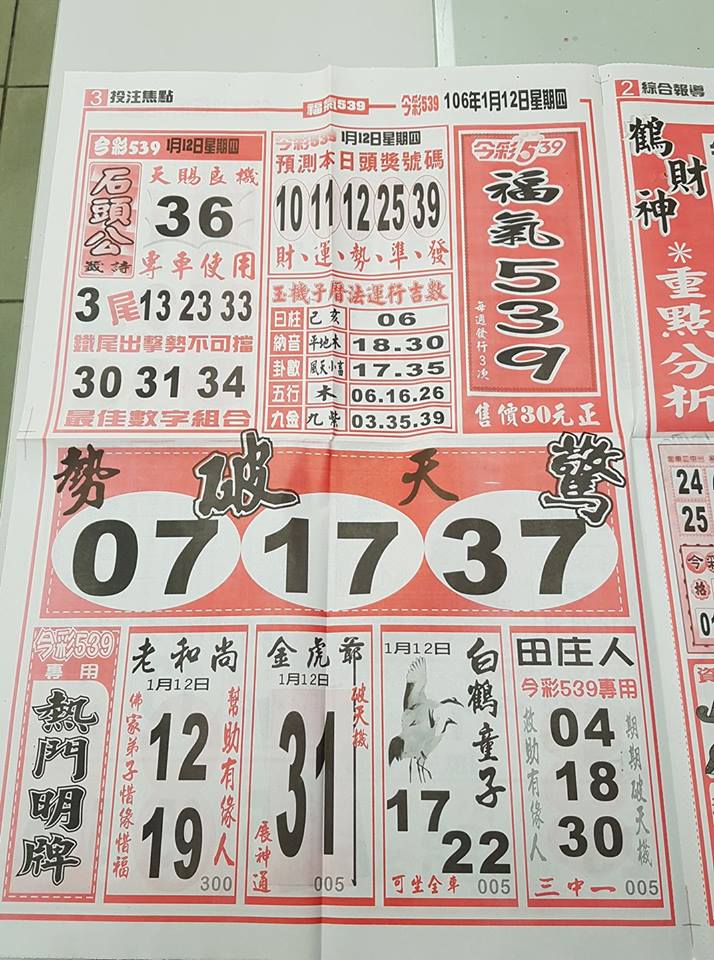 3 投注焦點
福氣539
今彩539 106年1月12日星期四
今彩539 1月12日星期四
石頭公
簽詩
天賜良機
36
專車使用
3尾 13 23 33
鐵尾出擊勢不可擋
30 31 34
最佳數字組合
今彩539 1月12日星期四
預測本日頭獎號碼
10 11 12 25 39
財、運、勢、準、發
玉機子曆法運行吉數
日柱 己亥 06
納音 平地木 18.30
卦數 風天小畜 17.35
五行 木 06.16.26
九金 九紫 03.35.39
今彩539
福氣539
每週發行3次
售價30元正
勢破天驚
07 17 37
今彩539
專用
熱門明牌
老和尚
1月12日
佛家弟子惜緣惜福
12
19
幫助有緣人
300
金虎爺
1月12日
破天機
31
展神通
005
1月12日
白鶴童子
17
22
可坐全車 005
田庄人
今彩539專用
救助有緣人
04
18
30
期期破天機
三中一 005
2 綜合報導
鶴財神
*重點分析
24
25